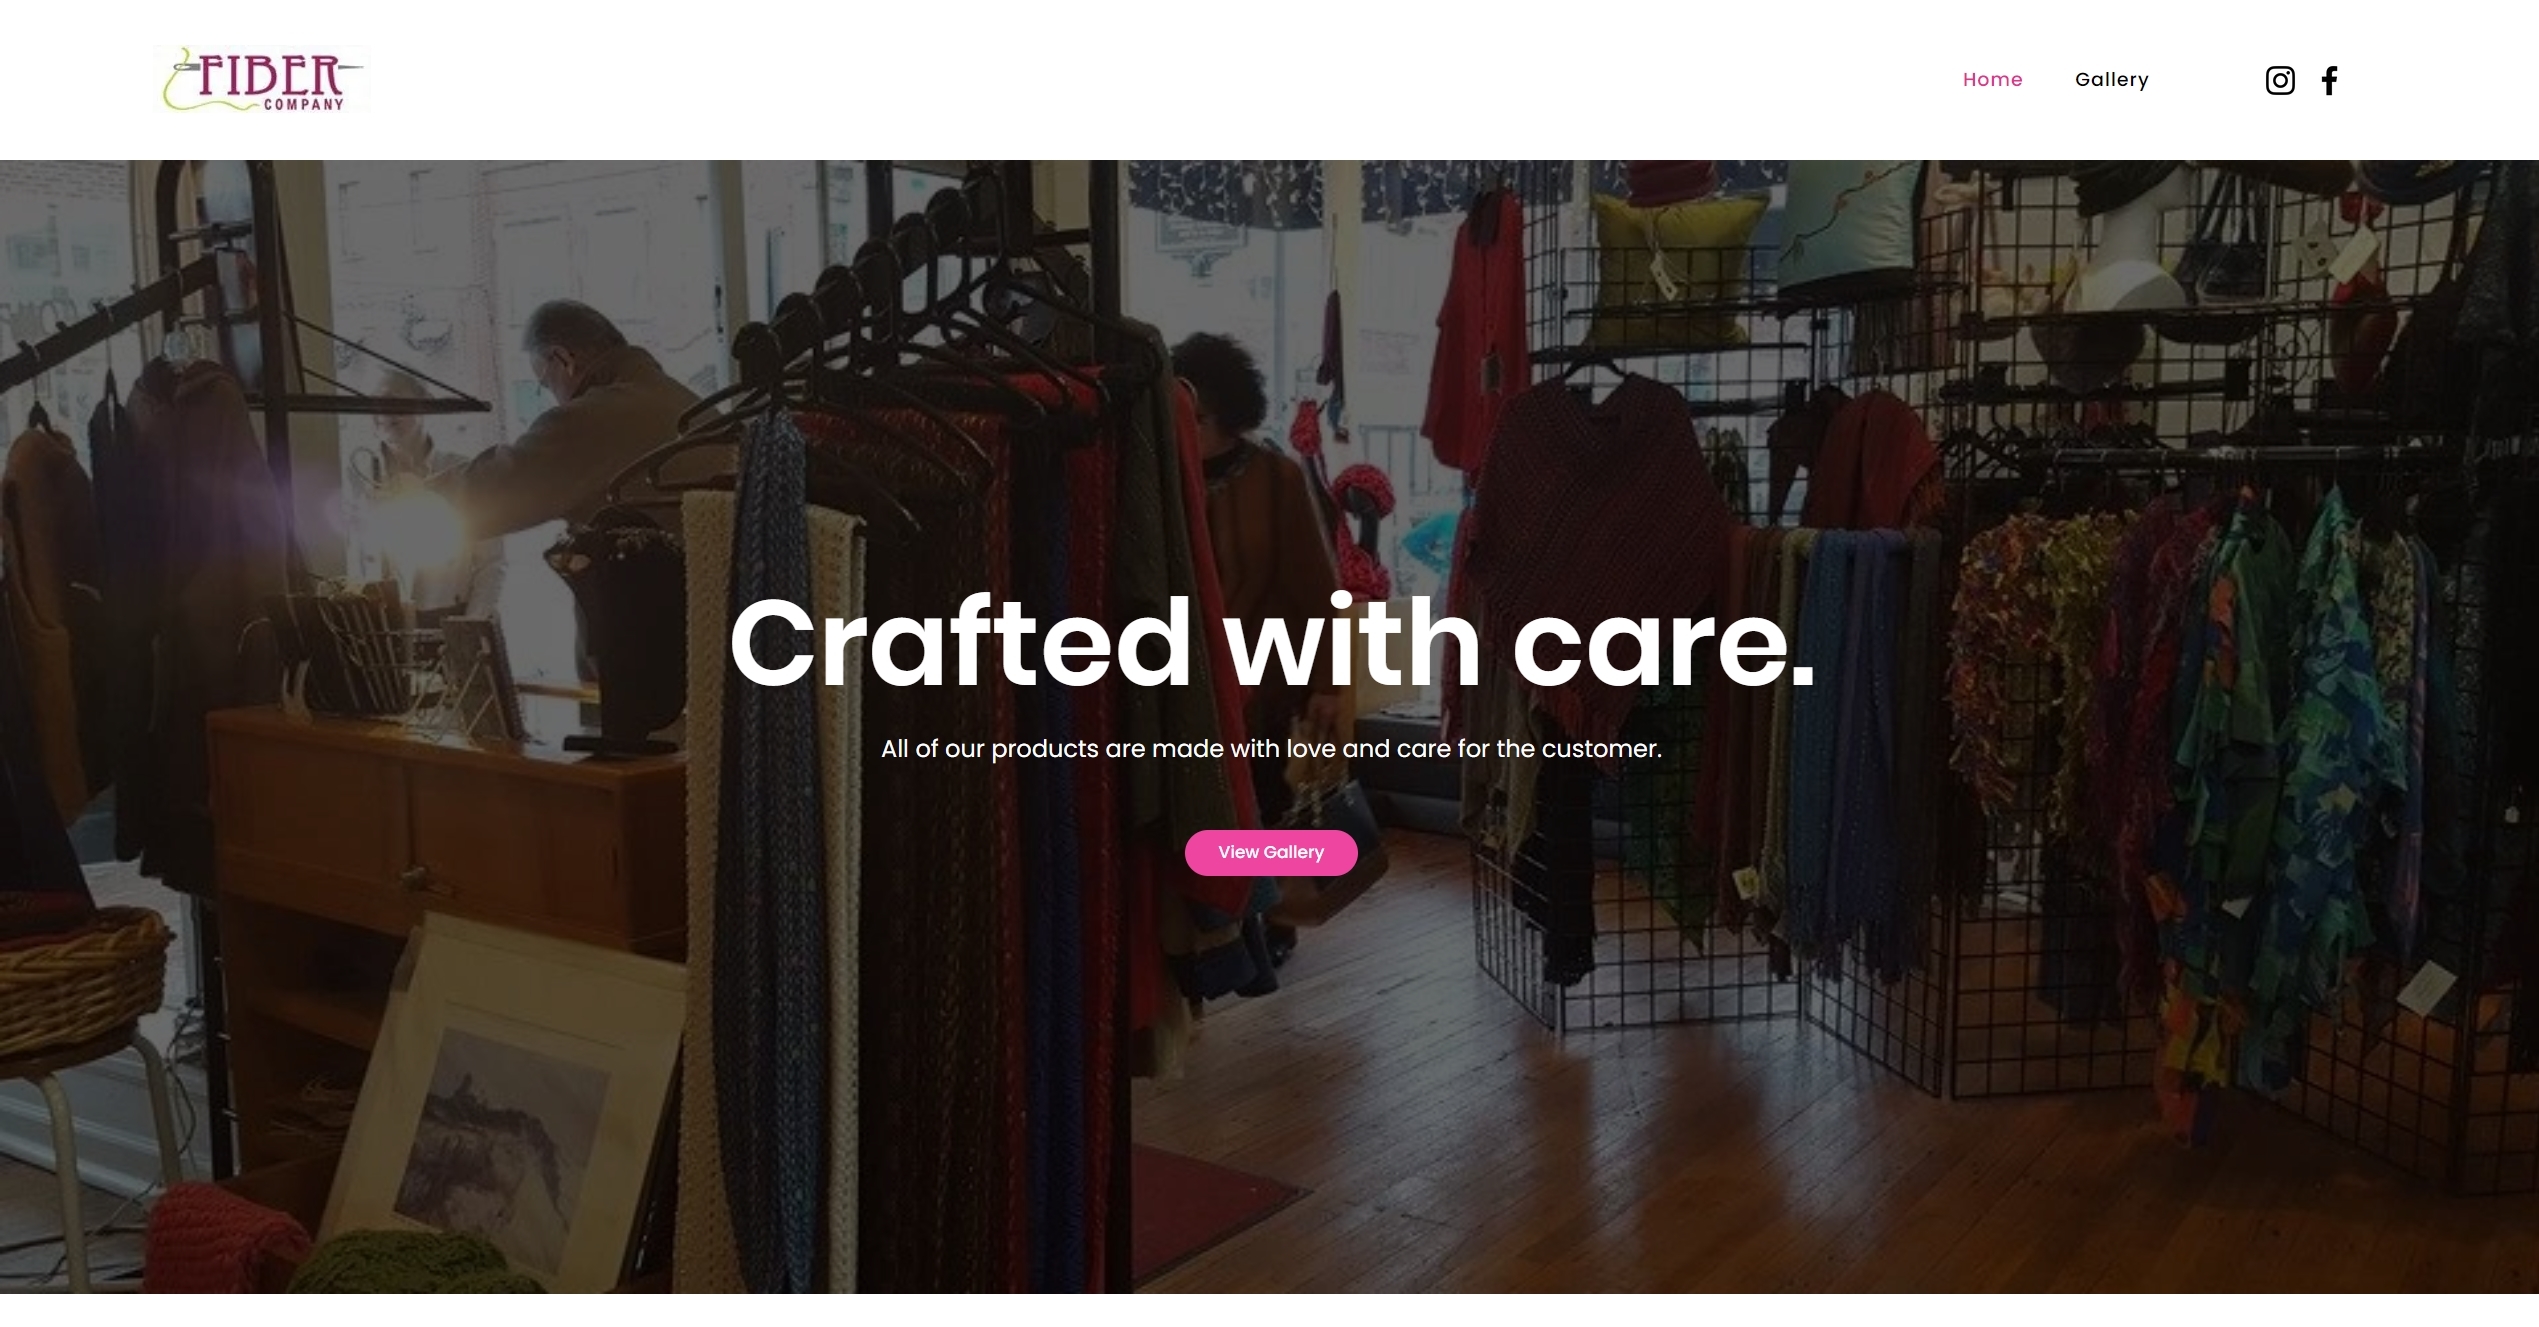 FIBER
COMPANY
Home
Gallery
Crafted with care.
All of our products are made with love and care for the customer.
View Gallery